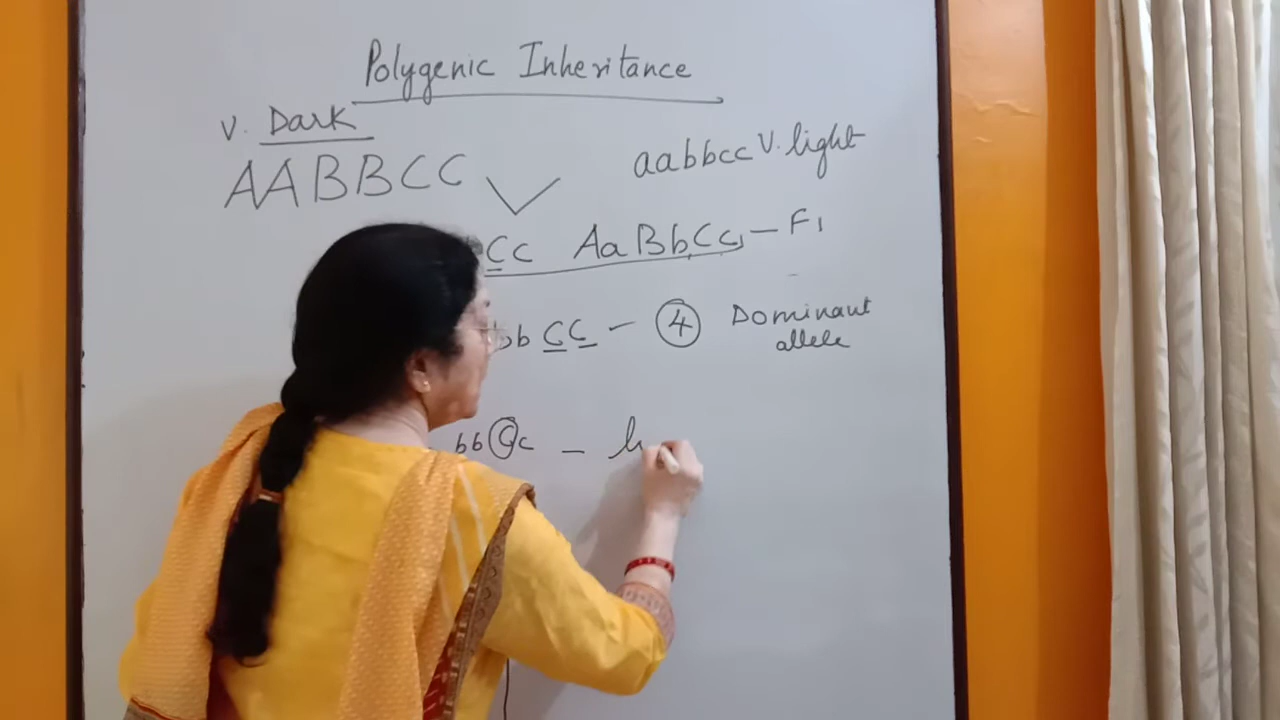 Polygenic Inheritance
V. Dark
AABBCC
aabbcc V. light
Cc AaBbCc - F1
bb CC - 4 Dominant
allele
bb Cc -